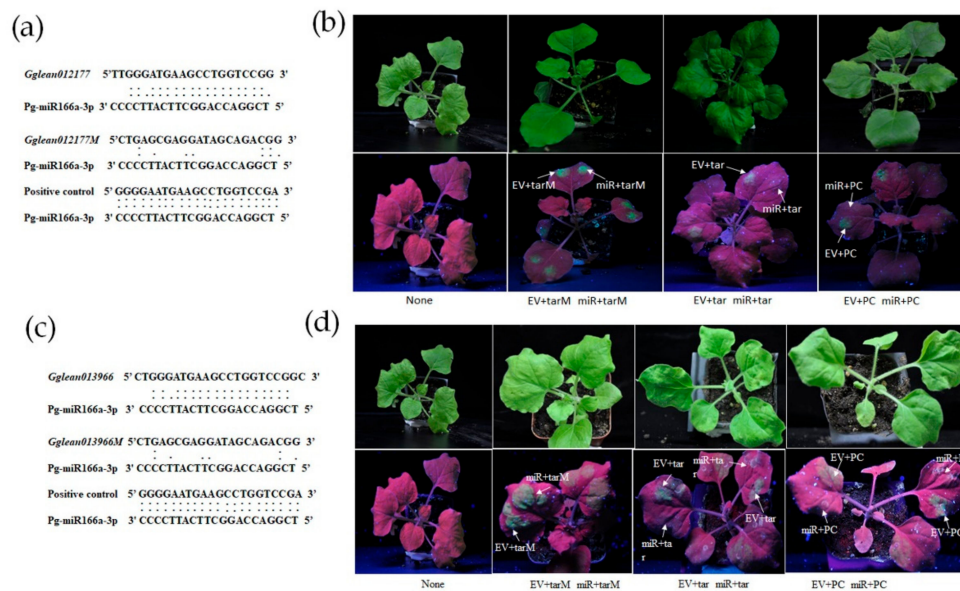 (a)
Gglean012177 5'TTGGGATGAAGCCTGGTCCGG 3'
Pg-miR166a-3p 3' CCCCTTACTTCGGACCAGGCT 5'
Gglean012177M 5'CTGAGCGAGGATAGCAGACGG 3'
Pg-miR166a-3p 3' CCCCTTACTTCGGACCAGGCT 5'
Positive control 5' GGGGAATGAAGCCTGGTCCGA 3'
Pg-miR166a-3p 3' CCCCTTACTTCGGACCAGGCT 5'
(b)
EV+tarM
miR+tarM
EV+tar
miR+tar
miR+PC
EV+PC
None
EV+tarM miR+tarM
EV+tar miR+tar
EV+PC miR+PC
(c)
Gglean013966 5' CTGGGATGAAGCCTGGTCCGGC 3'
Pg-miR166a-3p 3' CCCCTTACTTCGGACCAGGCT 5'
Gglean013966M 5'CTGAGCGAGGATAGCAGACGG 3'
Pg-miR166a-3p 3' CCCCTTACTTCGGACCAGGCT 5'
Positive control 5' GGGGAATGAAGCCTGGTCCGA 3'
Pg-miR166a-3p 3' CCCCTTACTTCGGACCAGGCT 5'
(d)
miR+tarM
EV+tarM
EV+tar
miR+ta
r
miR+ta
r
EV+tar
EV+PC
miR+PC
EV+PC
None
EV+tarM miR+tarM
EV+tar miR+tar
EV+PC miR+PC